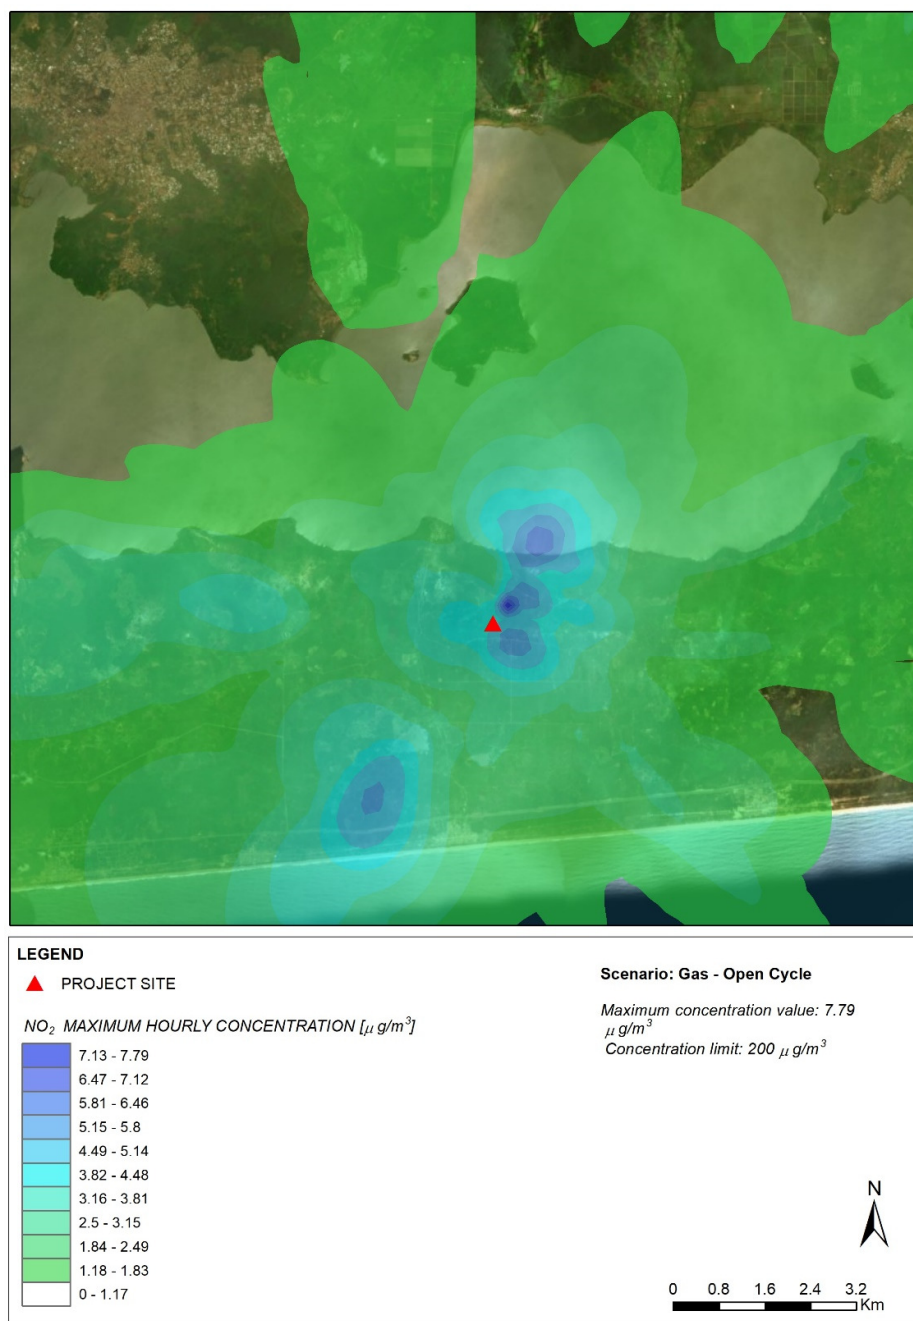 LEGEND
PROJECT SITE
NO₂ MAXIMUM HOURLY CONCENTRATION [μ g/m³]
7.13 - 7.79
6.47 - 7.12
5.81 - 6.46
5.15 - 5.8
4.49 - 5.14
3.82 - 4.48
3.16 - 3.81
2.5 - 3.15
1.84 - 2.49
1.18 - 1.83
0 - 1.17
Scenario: Gas - Open Cycle
Maximum concentration value: 7.79
μ g/m³
Concentration limit: 200 μ g/m³
N
0 0.8 1.6 2.4 3.2
Km